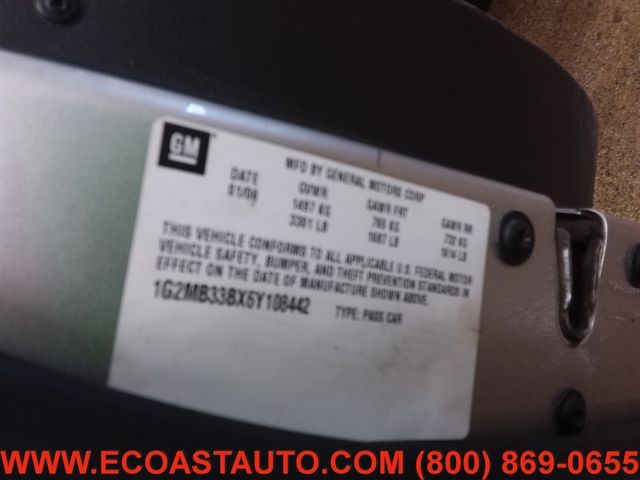 GM
MFD BY GENERAL MOTORS CORP
DATE GVWR GAWR FRT GAWR RR
01/06 1497 KG 765 KG 732 KG
3301 LB 1687 LB 1614 LB
THIS VEHICLE CONFORMS TO ALL APPLICABLE U.S. FEDERAL MOTOR
VEHICLE SAFETY, BUMPER, AND THEFT PREVENTION STANDARDS IN
EFFECT ON THE DATE OF MANUFACTURE SHOWN ABOVE.
1G2MB33BX6Y108442 TYPE: PASS CAR
WWW.ECOASTAUTO.COM (800) 869-0655